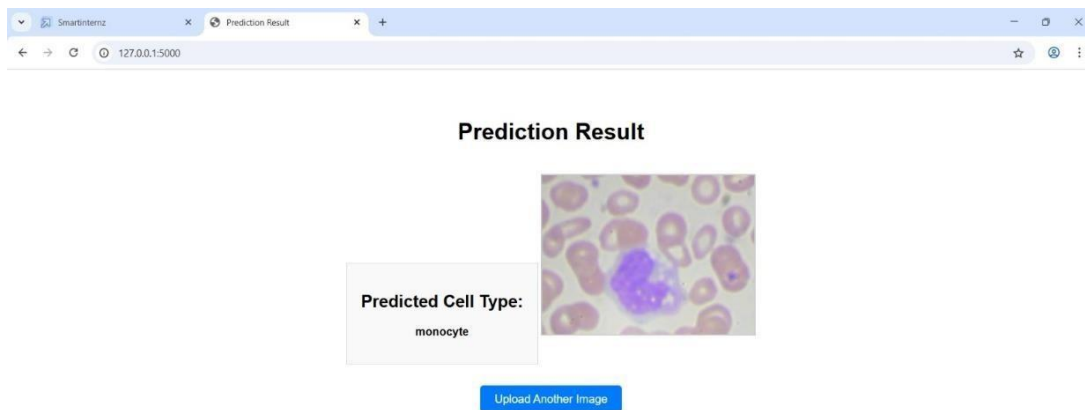 Smartinternz
Prediction Result
127.0.0.1:5000
Prediction Result
Predicted Cell Type:
monocyte
Upload Another Image